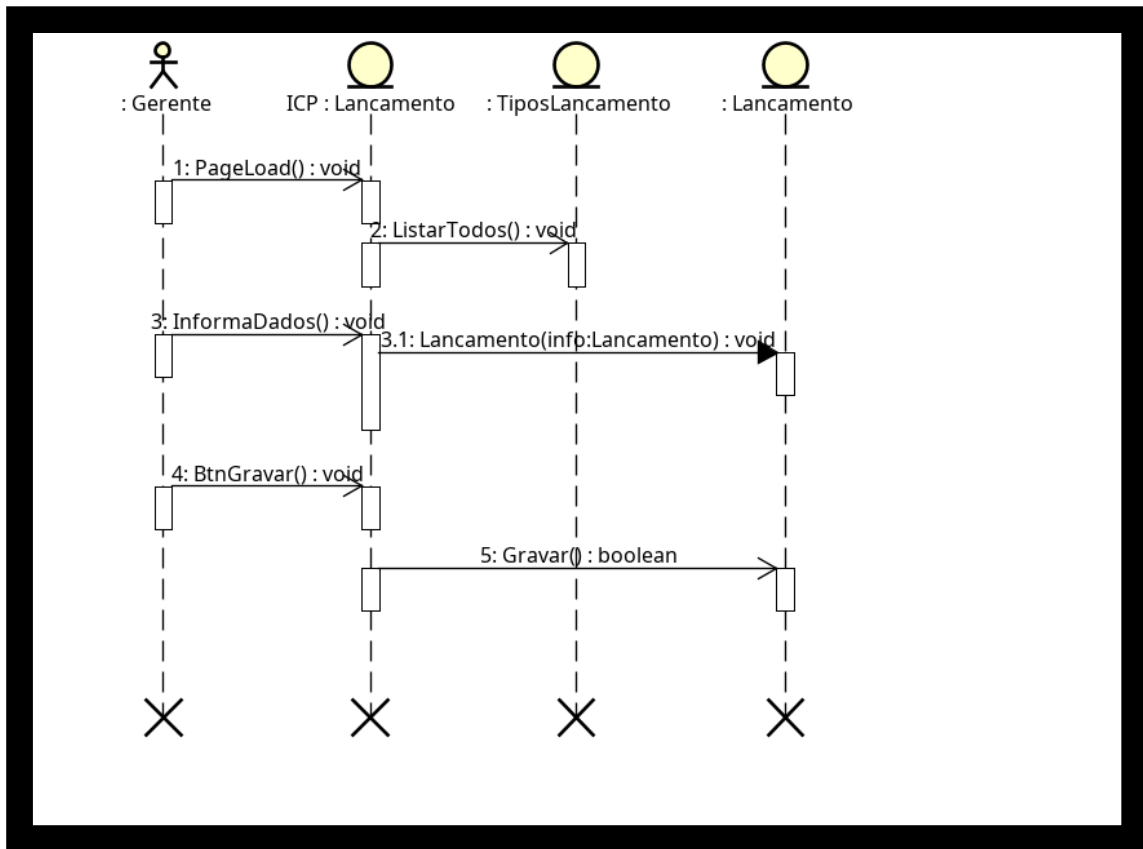 : Gerente
ICP : Lancamento
: TiposLancamento
: Lancamento
1: PageLoad() : void
2: ListarTodos() : void
3: InformaDados() : void
3.1: Lancamento(info:Lancamento) : void
4: BtnGravar() : void
5: Gravar() : boolean